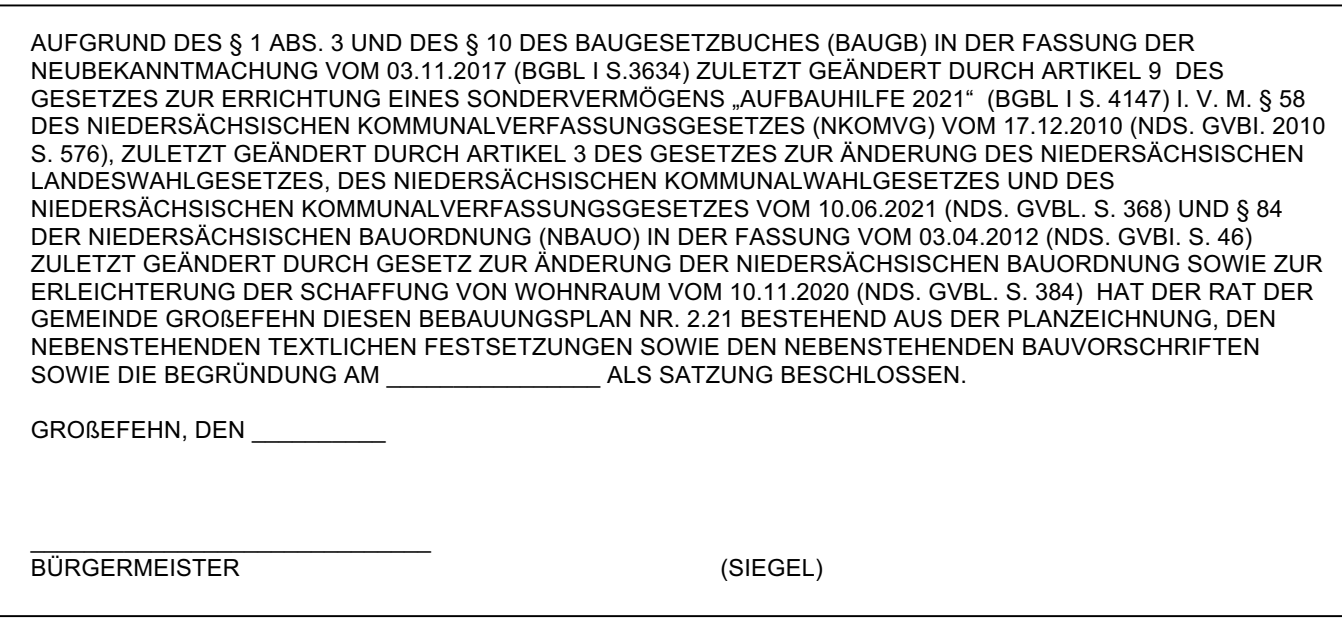 AUFGRUND DES § 1 ABS. 3 UND DES § 10 DES BAUGESETZBUCHES (BAUGB) IN DER FASSUNG DER
NEUBEKANNTMACHUNG VOM 03.11.2017 (BGBL I S.3634) ZULETZT GEÄNDERT DURCH ARTIKEL 9 DES
GESETZES ZUR ERRICHTUNG EINES SONDERVERMÖGENS „AUFBAUHILFE 2021“ (BGBL I S. 4147) I. V. M. § 58
DES NIEDERSÄCHSISCHEN KOMMUNALVERFASSUNGSGESETZES (NKOMVG) VOM 17.12.2010 (NDS. GVBI. 2010
S. 576), ZULETZT GEÄNDERT DURCH ARTIKEL 3 DES GESETZES ZUR ÄNDERUNG DES NIEDERSÄCHSISCHEN
LANDESWAHLGESETZES, DES NIEDERSÄCHSISCHEN KOMMUNALWAHLGESETZES UND DES
NIEDERSÄCHSISCHEN KOMMUNALVERFASSUNGSGESETZES VOM 10.06.2021 (NDS. GVBL. S. 368) UND § 84
DER NIEDERSÄCHSISCHEN BAUORDNUNG (NBAUO) IN DER FASSUNG VOM 03.04.2012 (NDS. GVBI. S. 46)
ZULETZT GEÄNDERT DURCH GESETZ ZUR ÄNDERUNG DER NIEDERSÄCHSISCHEN BAUORDNUNG SOWIE ZUR
ERLEICHTERUNG DER SCHAFFUNG VON WOHNRAUM VOM 10.11.2020 (NDS. GVBL. S. 384) HAT DER RAT DER
GEMEINDE GROßEFEHN DIESEN BEBAUUNGSPLAN NR. 2.21 BESTEHEND AUS DER PLANZEICHNUNG, DEN
NEBENSTEHENDEN TEXTLICHEN FESTSETZUNGEN SOWIE DEN NEBENSTEHENDEN BAUVORSCHRIFTEN
SOWIE DIE BEGRÜNDUNG AM ________________ ALS SATZUNG BESCHLOSSEN.
GROßEFEHN, DEN __________
______________________________
BÜRGERMEISTER (SIEGEL)